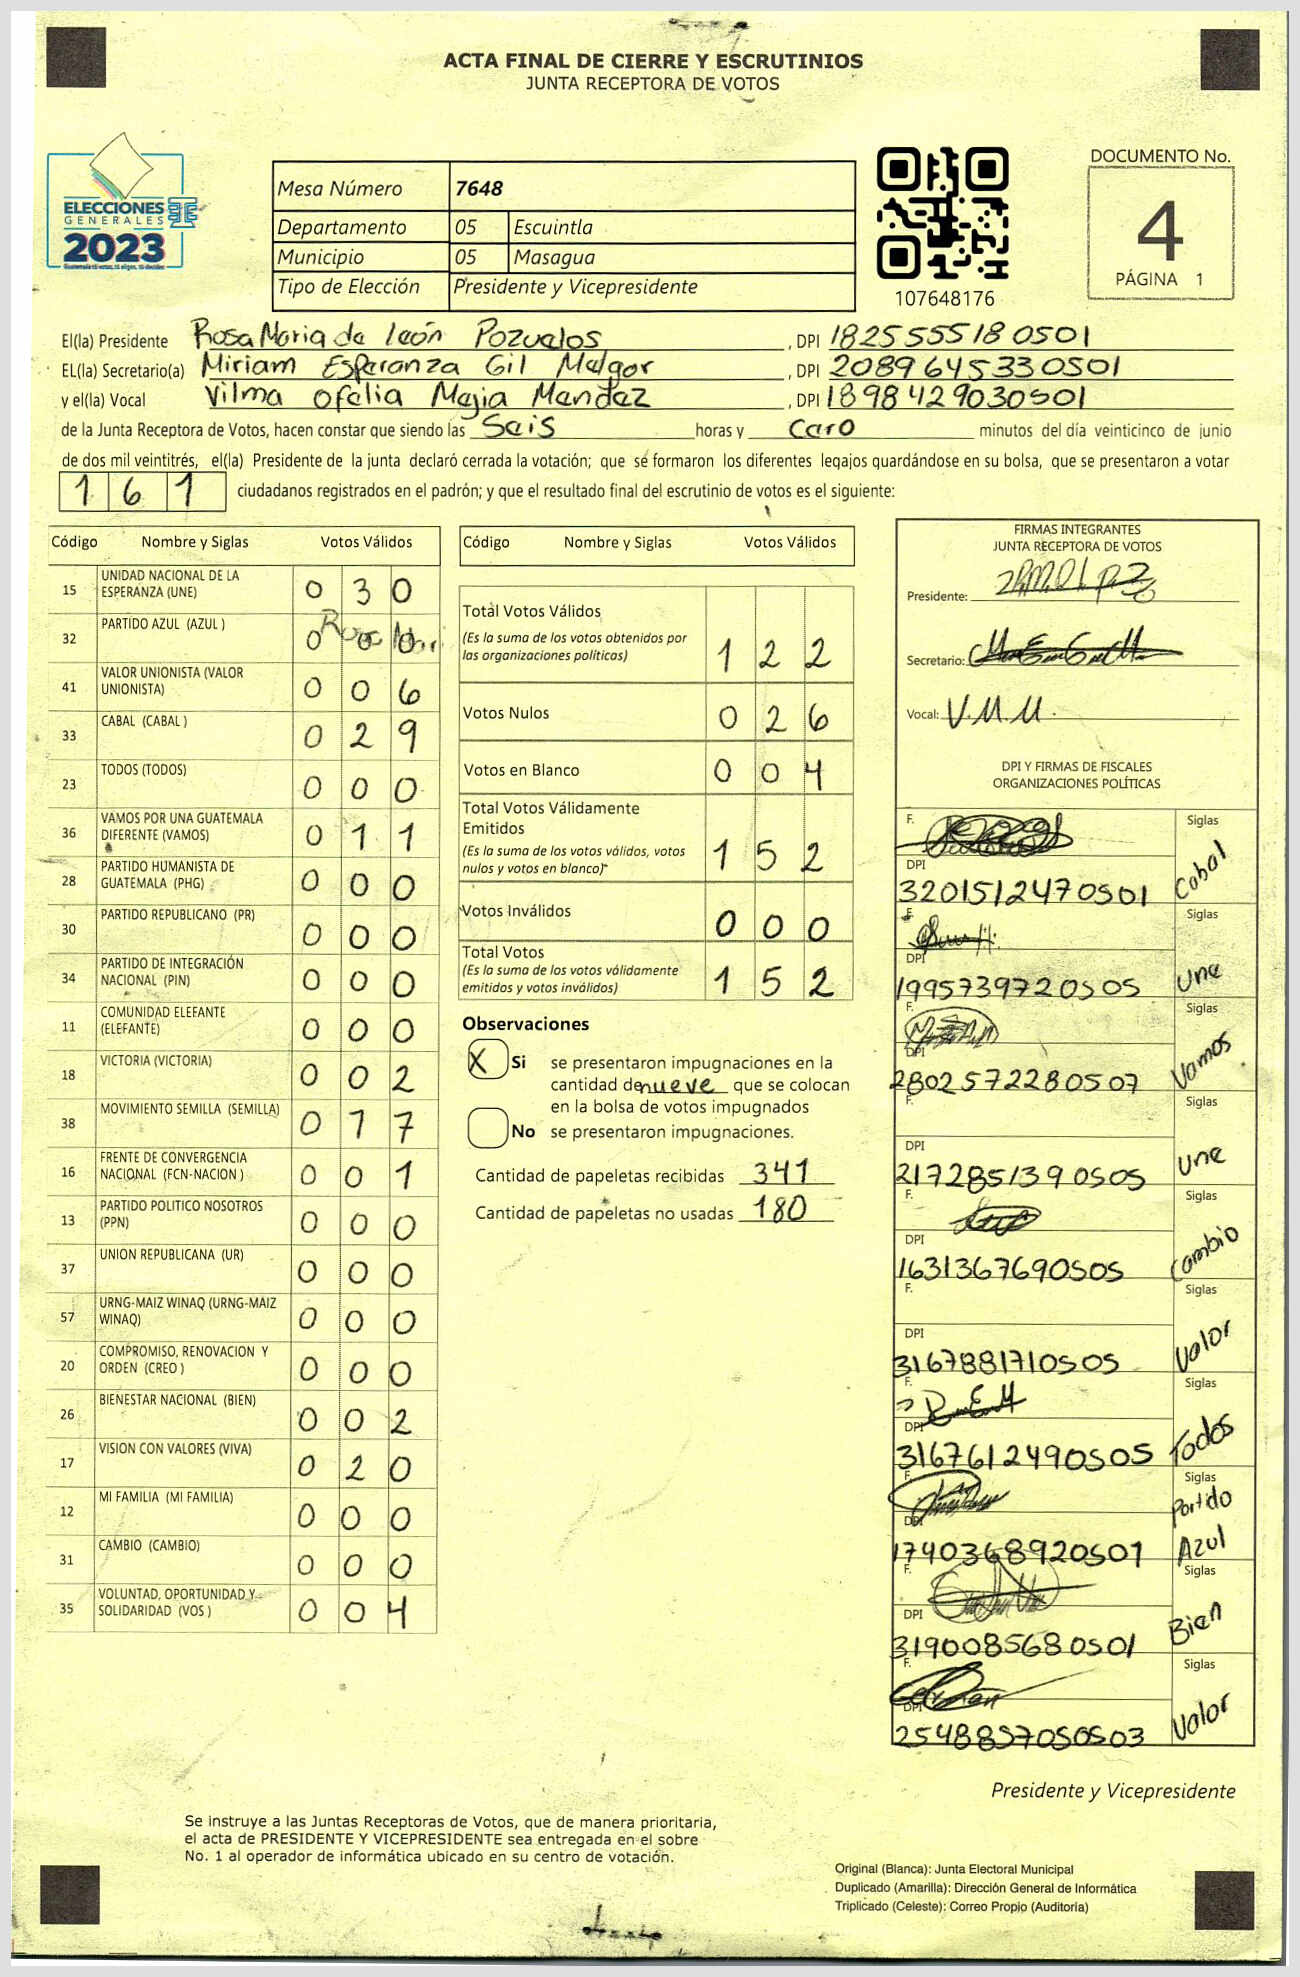 ACTA FINAL DE CIERRE Y ESCRUTINIOS
JUNTA RECEPTORA DE VOTOS
ELECCIONES
GENERALES
2023
Mesa Número 7648
Departamento 05 Escuintla
Municipio 05 Masagua
Tipo de Elección Presidente y Vicepresidente
107648176
DOCUMENTO No.
4
PÁGINA 1
El(la) Presidente Rosa Maria de león Pozuelos, DPI 1825555180501
EL(la) Secretario(a) Miriam Esperanza Gil Melgar, DPI 2089645330501
y el(la) Vocal Vilma Ofelia Mejia Mendez, DPI 1898429030501
de la Junta Receptora de Votos, hacen constar que siendo las Seis horas y Cero minutos del día veinticinco de junio
de dos mil veintitrés, el(la) Presidente de la junta declaró cerrada la votación; que se formaron los diferentes legajos guardándose en su bolsa, que se presentaron a votar
161 ciudadanos registrados en el padrón; y que el resultado final del escrutinio de votos es el siguiente:
Código Nombre y Siglas Votos Válidos
15 UNIDAD NACIONAL DE LA ESPERANZA (UNE) 0 3 0
32 PARTIDO AZUL (AZUL ) 0 0 0
41 VALOR UNIONISTA (VALOR UNIONISTA) 0 0 6
33 CABAL (CABAL ) 0 2 9
23 TODOS (TODOS) 0 0 0
36 VAMOS POR UNA GUATEMALA DIFERENTE (VAMOS) 0 1 1
28 PARTIDO HUMANISTA DE GUATEMALA (PHG) 0 0 0
30 PARTIDO REPUBLICANO (PR) 0 0 0
34 PARTIDO DE INTEGRACIÓN NACIONAL (PIN) 0 0 0
11 COMUNIDAD ELEFANTE (ELEFANTE) 0 0 0
18 VICTORIA (VICTORIA) 0 0 2
38 MOVIMIENTO SEMILLA (SEMILLA) 0 1 7
16 FRENTE DE CONVERGENCIA NACIONAL (FCN-NACION ) 0 0 1
13 PARTIDO POLITICO NOSOTROS (PPN) 0 0 0
37 UNION REPUBLICANA (UR) 0 0 0
57 URNG-MAIZ WINAQ (URNG-MAIZ WINAQ) 0 0 0
20 COMPROMISO, RENOVACION Y ORDEN (CREO ) 0 0 0
26 BIENESTAR NACIONAL (BIEN) 0 0 2
17 VISION CON VALORES (VIVA) 0 2 0
12 MI FAMILIA (MI FAMILIA) 0 0 0
31 CAMBIO (CAMBIO) 0 0 0
35 VOLUNTAD, OPORTUNIDAD Y SOLIDARIDAD (VOS ) 0 0 4
Código Nombre y Siglas Votos Válidos
Total Votos Válidos
(Es la suma de los votos obtenidos por
las organizaciones políticas) 1 2 2
Votos Nulos 0 2 6
Votos en Blanco 0 0 4
Total Votos Válidamente
Emitidos
(Es la suma de los votos válidos, votos
nulos y votos en blanco) 1 5 2
Votos Inválidos 0 0 0
Total Votos
(Es la suma de los votos válidamente
emitidos y votos inválidos) 1 5 2
Observaciones
X Si se presentaron impugnaciones en la
cantidad de nueve que se colocan
en la bolsa de votos impugnados
No se presentaron impugnaciones.
Cantidad de papeletas recibidas 341
Cantidad de papeletas no usadas 180
FIRMAS INTEGRANTES
JUNTA RECEPTORA DE VOTOS
Presidente:
Secretario:
Vocal: V.M.M.
DPI Y FIRMAS DE FISCALES
ORGANIZACIONES POLÍTICAS
F. Siglas
DPI
3201512470501 Cabal
F. Siglas
DPI
1995739720505 Une
F. Siglas
DPI
2802572280507 Vamos
F. Siglas
DPI
2172851390505 Une
F. Siglas
DPI
1631367690505 Cambio
F. Siglas
DPI
3167881710505 Valor
F. Siglas
DPI
3167612490505 Todos
F. Siglas
DPI
1740368920501 Partido Azul
F. Siglas
DPI
3190085680501 Bien
F. Siglas
DPI
2548857050503 Valor
Presidente y Vicepresidente
Se instruye a las Juntas Receptoras de Votos, que de manera prioritaria,
el acta de PRESIDENTE Y VICEPRESIDENTE sea entregada en el sobre
No. 1 al operador de informática ubicado en su centro de votación.
Original (Blanca): Junta Electoral Municipal
Duplicado (Amarilla): Dirección General de Informática
Triplicado (Celeste): Correo Propio (Auditoría)